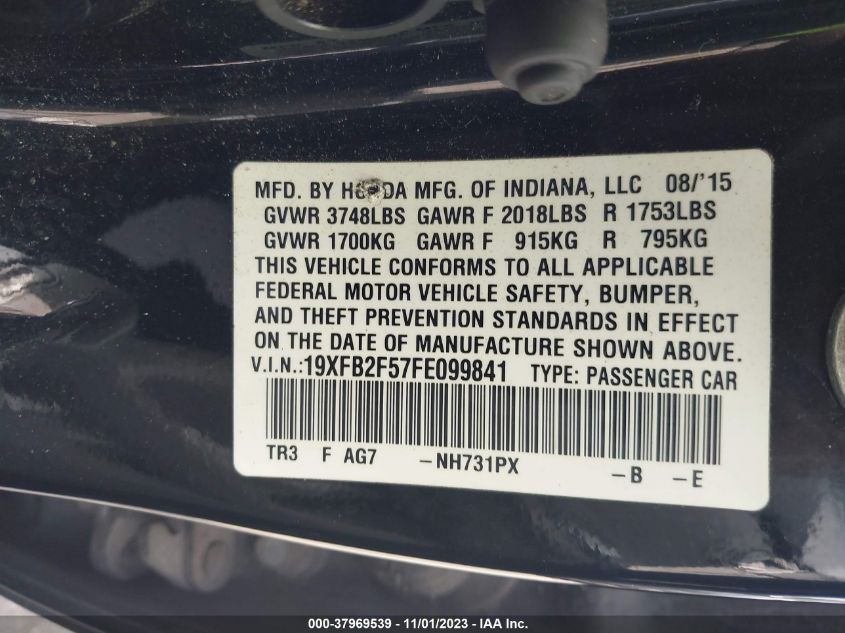 MFD. BY HONDA MFG. OF INDIANA, LLC 08/'15
GVWR 3748LBS GAWR F 2018LBS R 1753LBS
GVWR 1700KG GAWR F 915KG R 795KG
THIS VEHICLE CONFORMS TO ALL APPLICABLE
FEDERAL MOTOR VEHICLE SAFETY, BUMPER,
AND THEFT PREVENTION STANDARDS IN EFFECT
ON THE DATE OF MANUFACTURE SHOWN ABOVE.
V.I.N.:19XFB2F57FE099841 TYPE: PASSENGER CAR
TR3 F AG7 –NH731PX –B –E
000-37969539 - 11/01/2023 - IAA Inc.